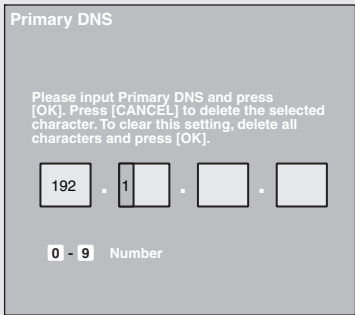 Primary DNS
Please input Primary DNS and press
[OK]. Press [CANCEL] to delete the selected
character. To clear this setting, delete all
characters and press [OK].
192 . 1 . .
0 - 9 Number